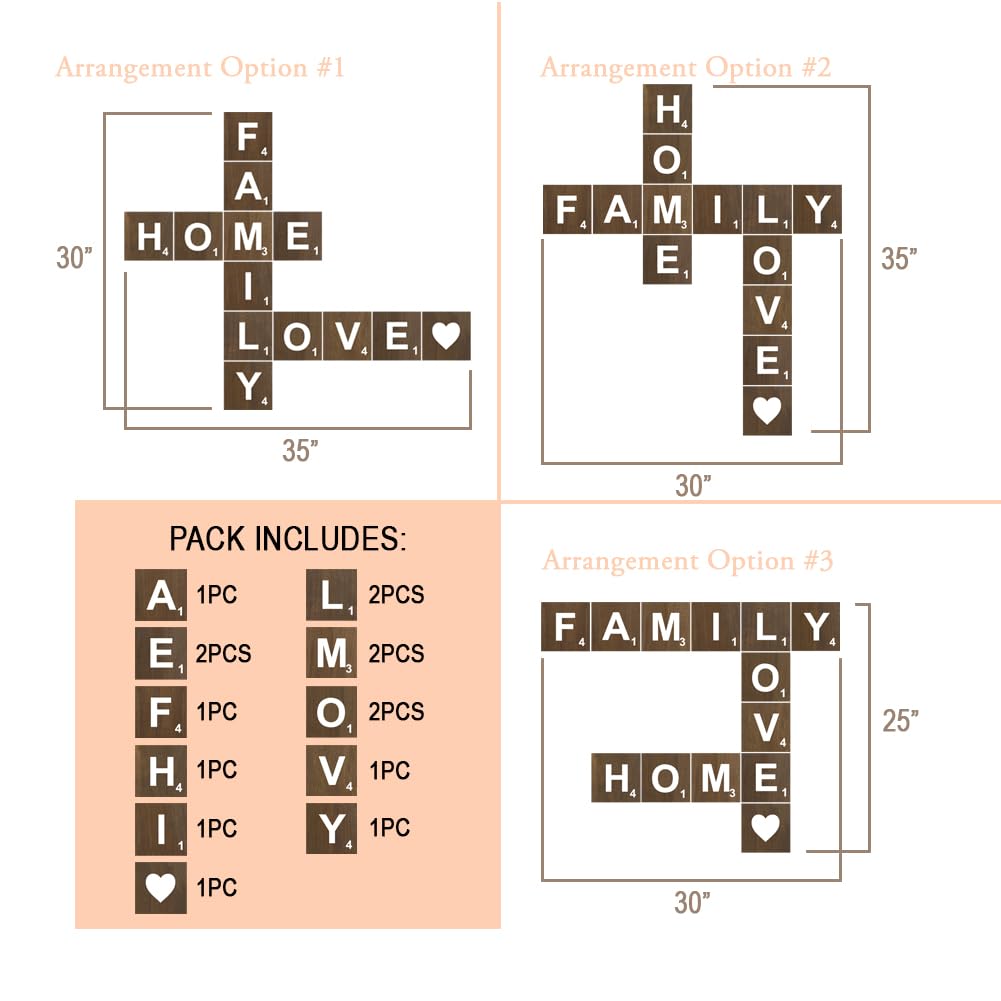 Arrangement Option #1
F4
A1
H4 O1 M3 E1
I1
L1 O1 V4 E1
Y4
30”
35”
Arrangement Option #2
H4
O1
F4 A1 M3 I1 L1 Y4
E1 O1
V4
E1
35”
30”
PACK INCLUDES:
A1 1PC L1 2PCS
E1 2PCS M3 2PCS
F4 1PC O1 2PCS
H4 1PC V4 1PC
I1 1PC Y4 1PC
1PC
Arrangement Option #3
F4 A1 M3 I1 L1 Y4
O1
V4
H4 O1 M3 E1
25”
30”